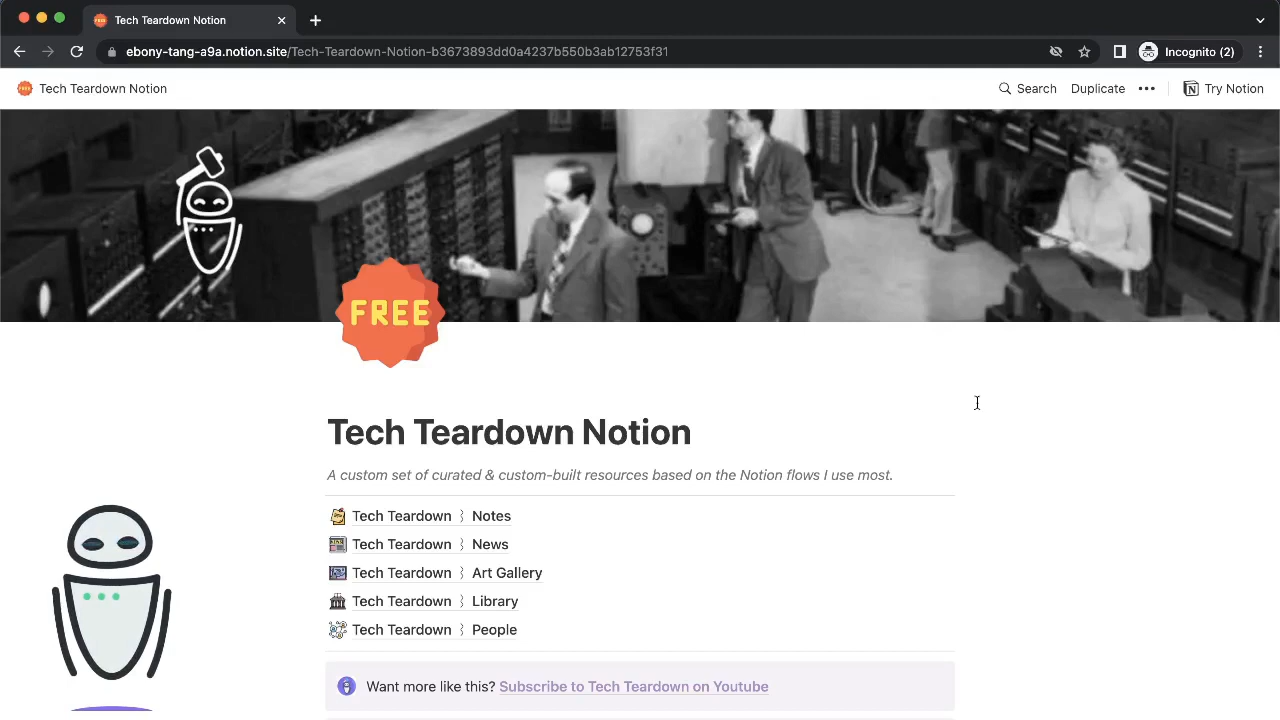 Tech Teardown Notion
ebony-tang-a9a.notion.site/Tech-Teardown-Notion-b3673893dd0a4237b550b3ab12753f31
Incognito (2)
Tech Teardown Notion
Search
Duplicate
Try Notion
FREE
Tech Teardown Notion
A custom set of curated & custom-built resources based on the Notion flows I use most.
Tech Teardown ⌇ Notes
Tech Teardown ⌇ News
Tech Teardown ⌇ Art Gallery
Tech Teardown ⌇ Library
Tech Teardown ⌇ People
Want more like this? Subscribe to Tech Teardown on Youtube